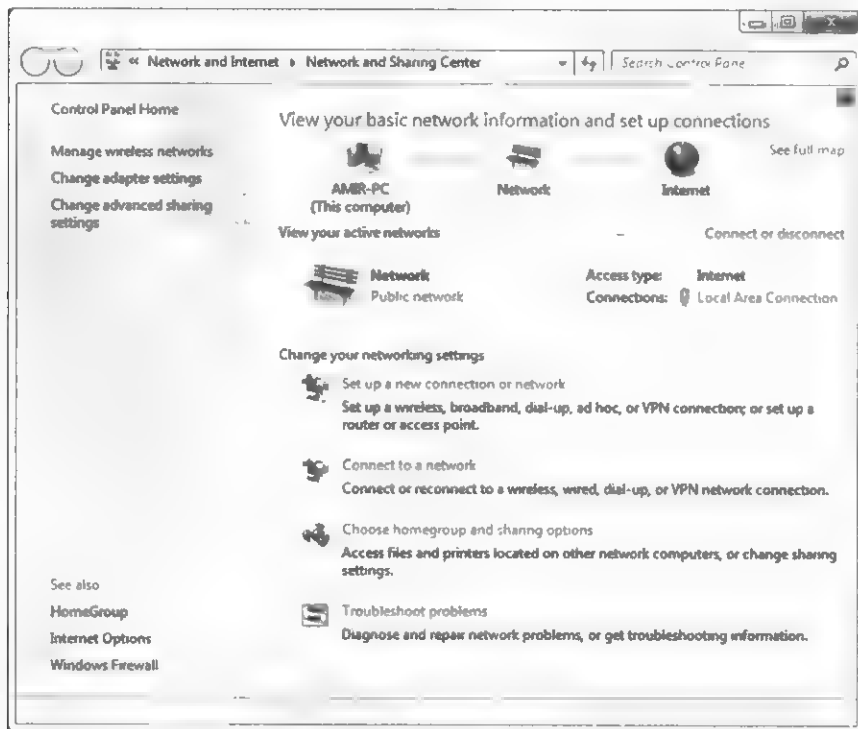 « Network and Internet ▸ Network and Sharing Center
Search Control Pane
Control Panel Home
Manage wireless networks
Change adapter settings
Change advanced sharing
settings
View your basic network information and set up connections
See full map
AMIR-PC
(This computer)
Network
Internet
View your active networks
Connect or disconnect
Network
Public network
Access type: Internet
Connections: Local Area Connection
Change your networking settings
Set up a new connection or network
Set up a wireless, broadband, dial-up, ad hoc, or VPN connection; or set up a
router or access point.
Connect to a network
Connect or reconnect to a wireless, wired, dial-up, or VPN network connection.
Choose homegroup and sharing options
Access files and printers located on other network computers, or change sharing
settings.
Troubleshoot problems
Diagnose and repair network problems, or get troubleshooting information.
See also
HomeGroup
Internet Options
Windows Firewall